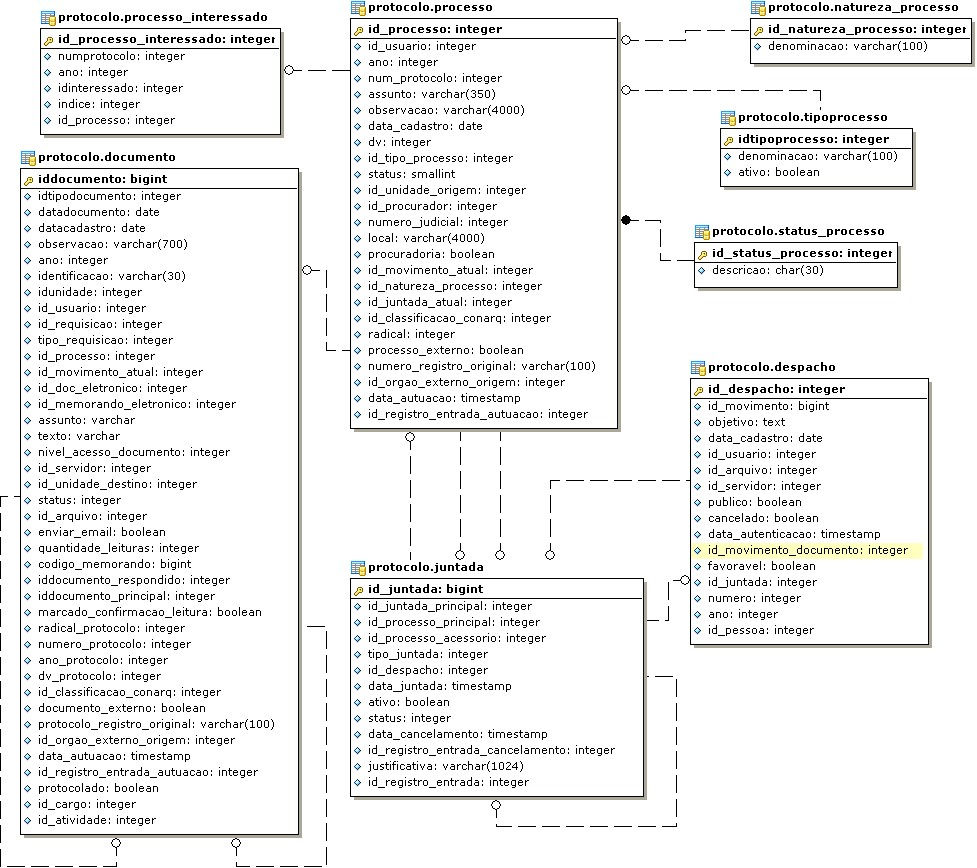 protocolo.processo_interessado
id_processo_interessado: integer
numprotocolo: integer
ano: integer
idinteressado: integer
indice: integer
id_processo: integer
protocolo.documento
iddocumento: bigint
idtipodocumento: integer
datadocumento: date
datacadastro: date
observacao: varchar(700)
ano: integer
identificacao: varchar(30)
idunidade: integer
id_usuario: integer
id_requisicao: integer
tipo_requisicao: integer
id_processo: integer
id_movimento_atual: integer
id_doc_eletronico: integer
id_memorando_eletronico: integer
assunto: varchar
texto: varchar
nivel_acesso_documento: integer
id_servidor: integer
id_unidade_destino: integer
status: integer
id_arquivo: integer
enviar_email: boolean
quantidade_leituras: integer
codigo_memorando: bigint
iddocumento_respondido: integer
iddocumento_principal: integer
marcado_confirmacao_leitura: boolean
radical_protocolo: integer
numero_protocolo: integer
ano_protocolo: integer
dv_protocolo: integer
id_classificacao_conarq: integer
documento_externo: boolean
protocolo_registro_original: varchar(100)
id_orgao_externo_origem: integer
data_autuacao: timestamp
id_registro_entrada_autuacao: integer
protocolado: boolean
id_cargo: integer
id_atividade: integer
protocolo.processo
id_processo: integer
id_usuario: integer
ano: integer
num_protocolo: integer
assunto: varchar(350)
observacao: varchar(4000)
data_cadastro: date
dv: integer
id_tipo_processo: integer
status: smallint
id_unidade_origem: integer
id_procurador: integer
numero_judicial: integer
local: varchar(4000)
procuradoria: boolean
id_movimento_atual: integer
id_natureza_processo: integer
id_juntada_atual: integer
id_classificacao_conarq: integer
radical: integer
processo_externo: boolean
numero_registro_original: varchar(100)
id_orgao_externo_origem: integer
data_autuacao: timestamp
id_registro_entrada_autuacao: integer
protocolo.juntada
id_juntada: bigint
id_juntada_principal: integer
id_processo_principal: integer
id_processo_acessorio: integer
tipo_juntada: integer
id_despacho: integer
data_juntada: timestamp
ativo: boolean
status: integer
data_cancelamento: timestamp
id_registro_entrada_cancelamento: integer
justificativa: varchar(1024)
id_registro_entrada: integer
protocolo.natureza_processo
id_natureza_processo: integer
denominacao: varchar(100)
protocolo.tipoprocesso
idtipoprocesso: integer
denominacao: varchar(100)
ativo: boolean
protocolo.status_processo
id_status_processo: integer
descricao: char(30)
protocolo.despacho
id_despacho: integer
id_movimento: bigint
objetivo: text
data_cadastro: date
id_usuario: integer
id_arquivo: integer
id_servidor: integer
publico: boolean
cancelado: boolean
data_autenticacao: timestamp
id_movimento_documento: integer
favoravel: boolean
id_juntada: integer
numero: integer
ano: integer
id_pessoa: integer